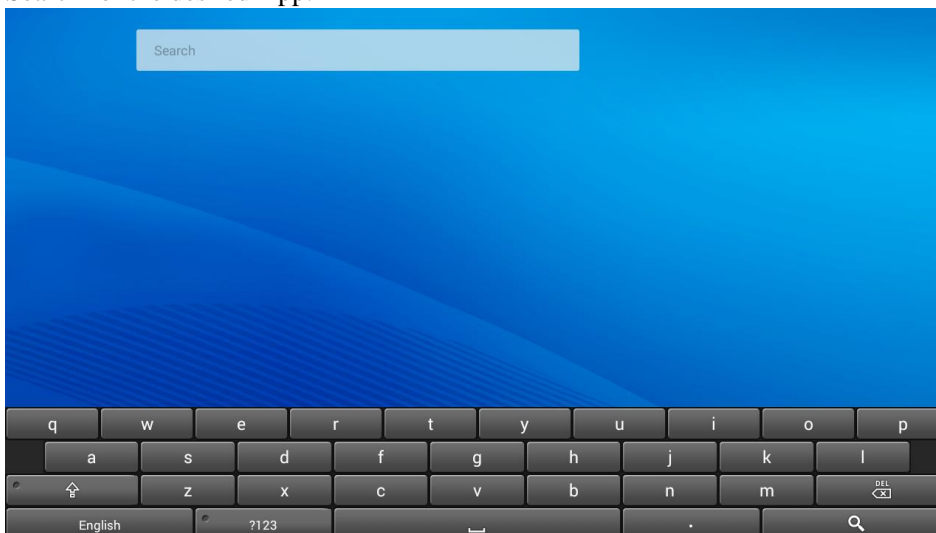 Search
q w e r t y u i o p
a s d f g h j k l
z x c v b n m DEL
English ?123 .